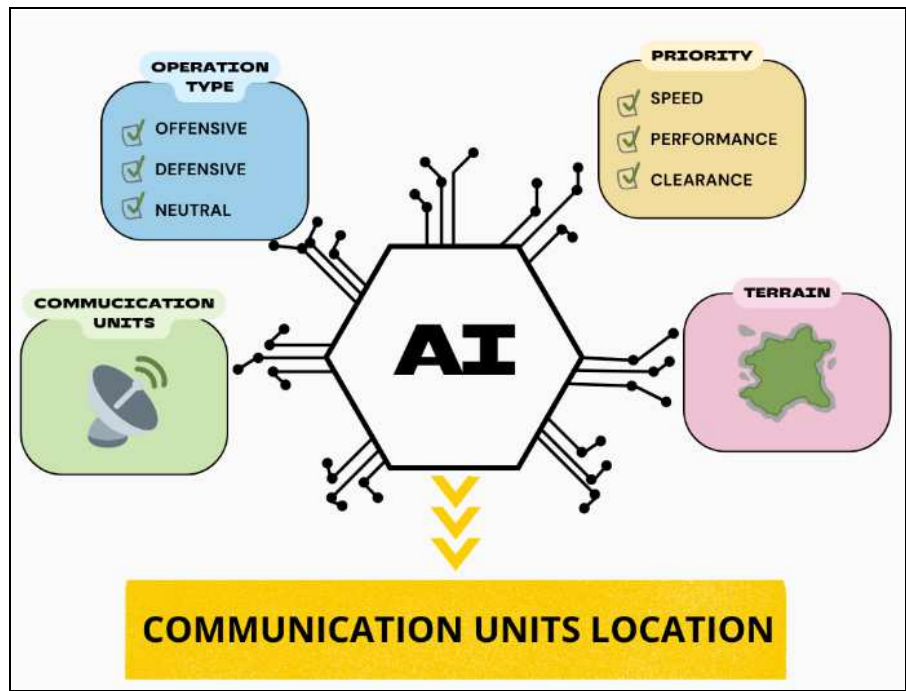 OPERATION
TYPE
OFFENSIVE
DEFENSIVE
NEUTRAL
PRIORITY
SPEED
PERFORMANCE
CLEARANCE
COMMUCICATION
UNITS
AI
TERRAIN
COMMUNICATION UNITS LOCATION